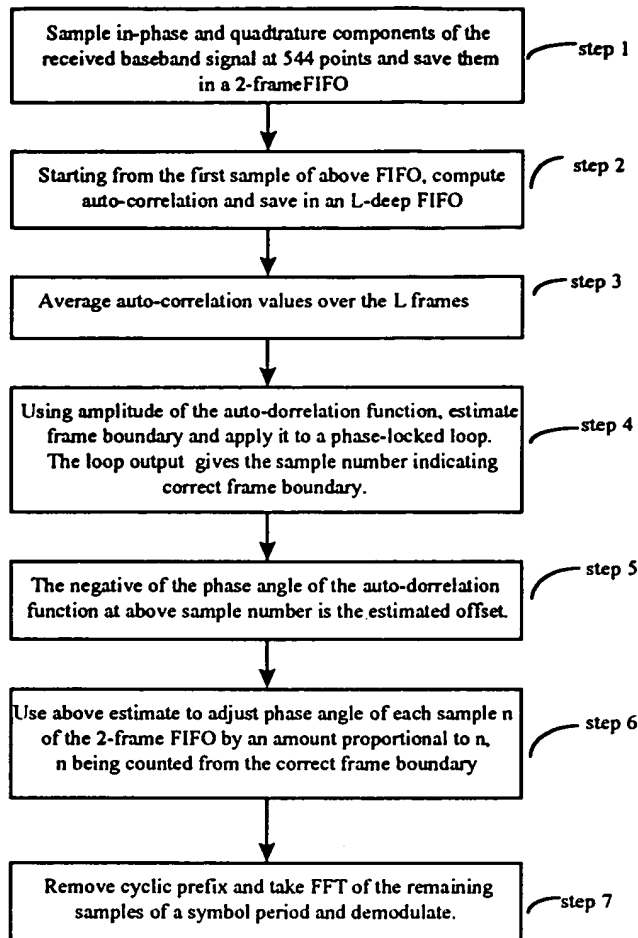 Sample in-phase and quadtrature components of the
received baseband signal at 544 points and save them
in a 2-frameFIFO
step 1
Starting from the first sample of above FIFO, compute
auto-correlation and save in an L-deep FIFO
step 2
Average auto-correlation values over the L frames
step 3
Using amplitude of the auto-dorrelation function, estimate
frame boundary and apply it to a phase-locked loop.
The loop output gives the sample number indicating
correct frame boundary.
step 4
The negative of the phase angle of the auto-dorrelation
function at above sample number is the estimated offset.
step 5
Use above estimate to adjust phase angle of each sample n
of the 2-frame FIFO by an amount proportional to n,
n being counted from the correct frame boundary
step 6
Remove cyclic prefix and take FFT of the remaining
samples of a symbol period and demodulate.
step 7